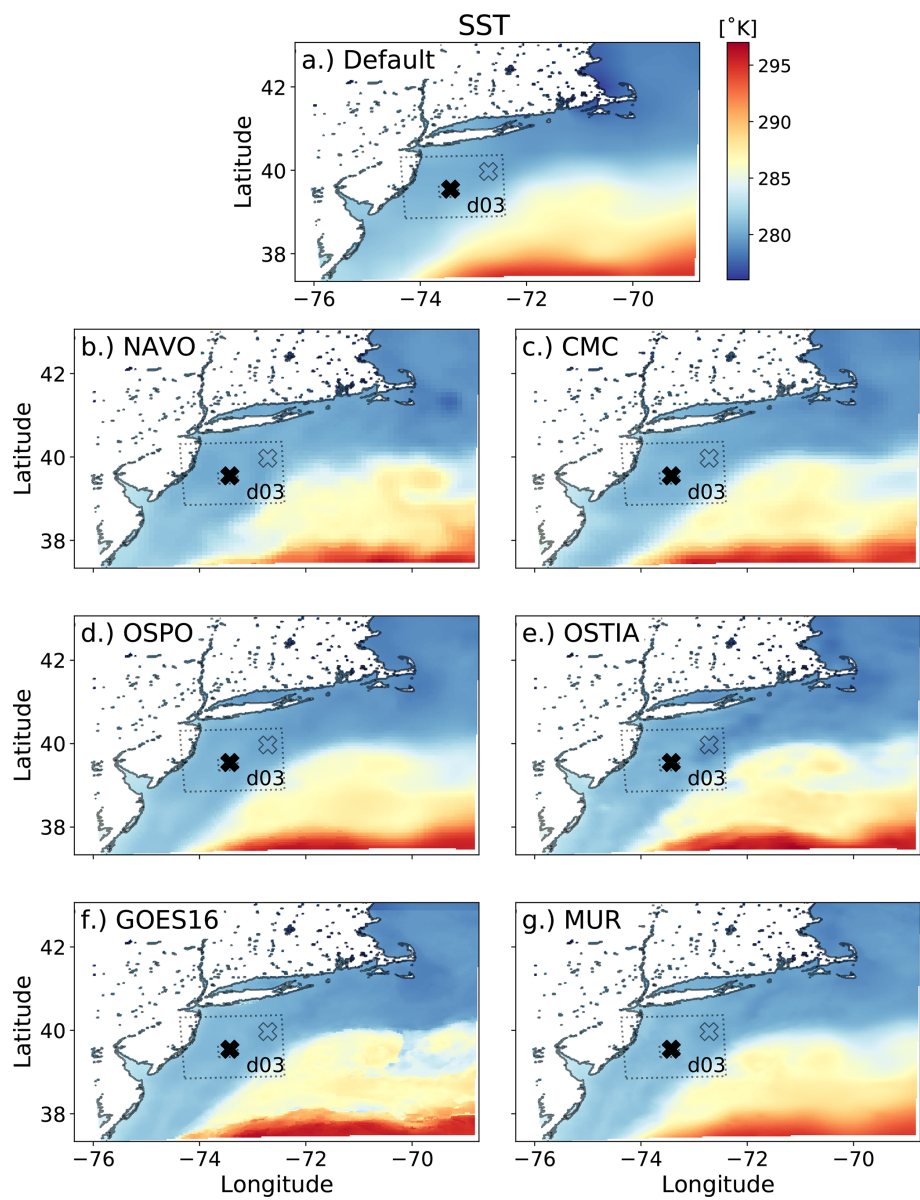 SST
[˚K]
a.) Default
42
40
38
Latitude
d03
−76
−74
−72
−70
295
290
285
280
b.) NAVO
42
40
38
Latitude
d03
c.) CMC
d03
d.) OSPO
42
40
38
Latitude
d03
e.) OSTIA
d03
f.) GOES16
42
40
38
Latitude
d03
−76
−74
−72
−70
Longitude
g.) MUR
d03
−76
−74
−72
−70
Longitude